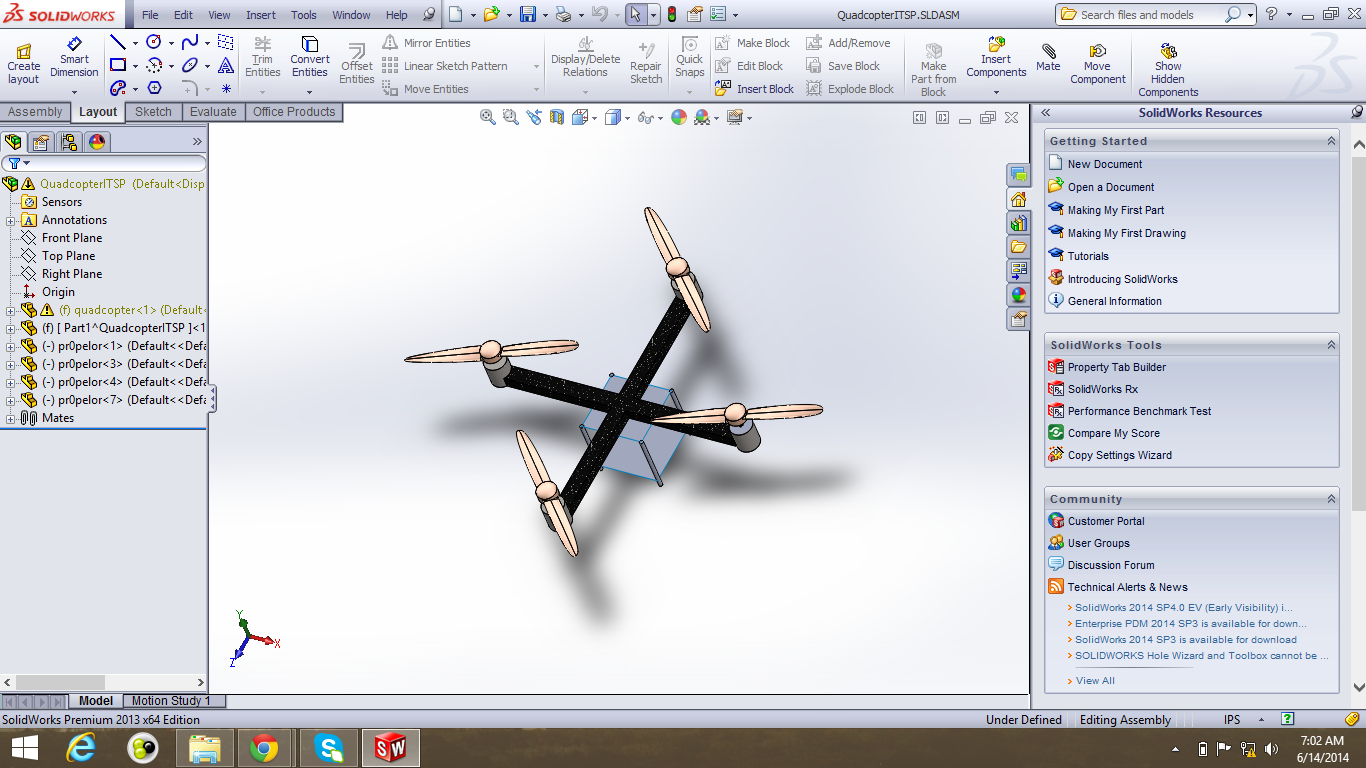 SOLIDWORKS
File Edit View Insert Tools Window Help
QuadcopterITSP.SLDASM
Search files and models
Create layout
Smart Dimension
Trim Entities
Convert Entities
Offset Entities
Mirror Entities
Linear Sketch Pattern
Move Entities
Display/Delete Relations
Repair Sketch
Quick Snaps
Make Block
Edit Block
Insert Block
Add/Remove
Save Block
Explode Block
Make Part from Block
Insert Components
Mate
Move Component
Show Hidden Components
Assembly Layout Sketch Evaluate Office Products
QuadcopterITSP (Default<Disp
Sensors
Annotations
Front Plane
Top Plane
Right Plane
Origin
(f) quadcopter<1> (Default<
(f) [ Part1^QuadcopterITSP ]<1
(-) pr0pelor<1> (Default<<Defa
(-) pr0pelor<3> (Default<<Defa
(-) pr0pelor<4> (Default<<Defa
(-) pr0pelor<7> (Default<<Defa
Mates
Y
X
Z
SolidWorks Resources
Getting Started
New Document
Open a Document
Making My First Part
Making My First Drawing
Tutorials
Introducing SolidWorks
General Information
SolidWorks Tools
Property Tab Builder
SolidWorks Rx
Performance Benchmark Test
Compare My Score
Copy Settings Wizard
Community
Customer Portal
User Groups
Discussion Forum
Technical Alerts & News
SolidWorks 2014 SP4.0 EV (Early Visibility) i...
Enterprise PDM 2014 SP3 is available for down...
SolidWorks 2014 SP3 is available for download
SOLIDWORKS Hole Wizard and Toolbox cannot be ...
View All
Model Motion Study 1
SolidWorks Premium 2013 x64 Edition
Under Defined Editing Assembly IPS
7:02 AM
6/14/2014